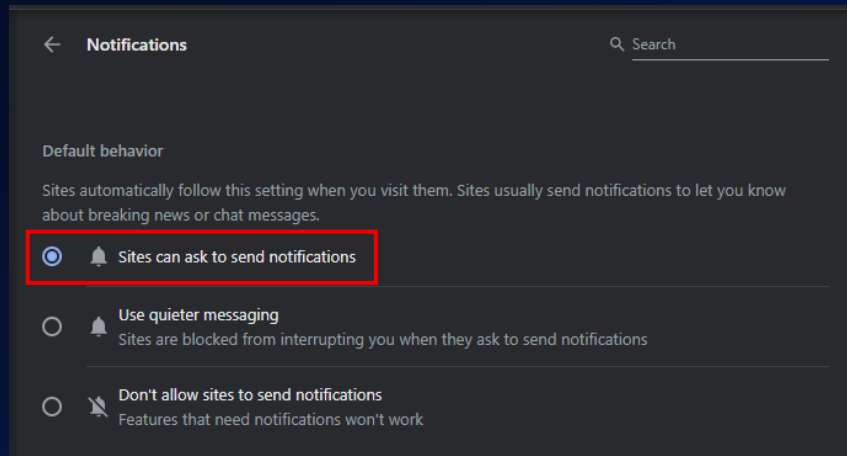 Notifications
Search
Default behavior
Sites automatically follow this setting when you visit them. Sites usually send notifications to let you know
about breaking news or chat messages.
Sites can ask to send notifications
Use quieter messaging
Sites are blocked from interrupting you when they ask to send notifications
Don't allow sites to send notifications
Features that need notifications won't work